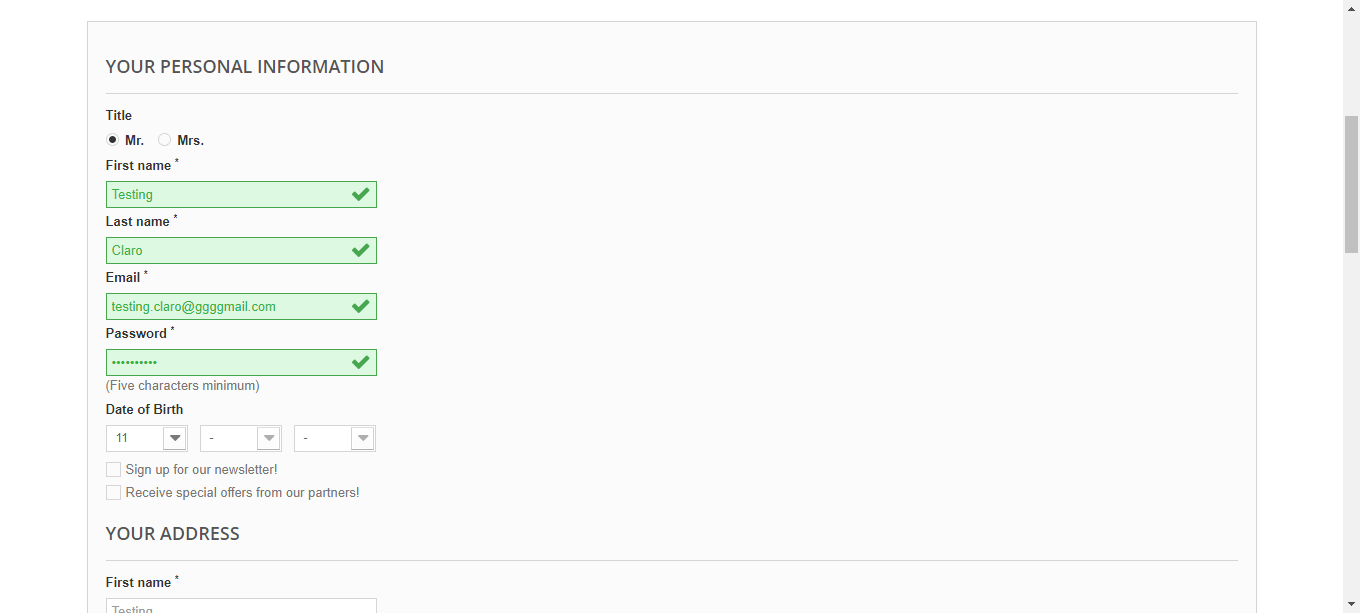 YOUR PERSONAL INFORMATION
Title
Mr. Mrs.
First name *
Testing
Last name *
Claro
Email *
testing.claro@ggggmail.com
Password *
••••••••••
(Five characters minimum)
Date of Birth
11 - -
Sign up for our newsletter!
Receive special offers from our partners!
YOUR ADDRESS
First name *
Testing